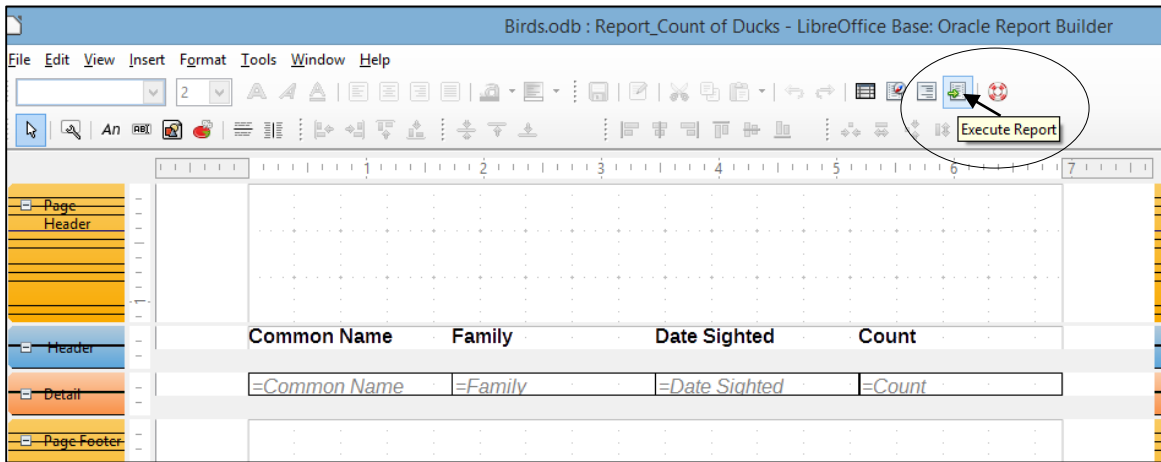 Birds.odb : Report_Count of Ducks - LibreOffice Base: Oracle Report Builder
File Edit View Insert Format Tools Window Help
2
An ABI Execute Report
1 2 3 4 5 6 7
Page
Header
1
Common Name Family Date Sighted Count
Header
=Common Name =Family =Date Sighted =Count
Detail
Page Footer